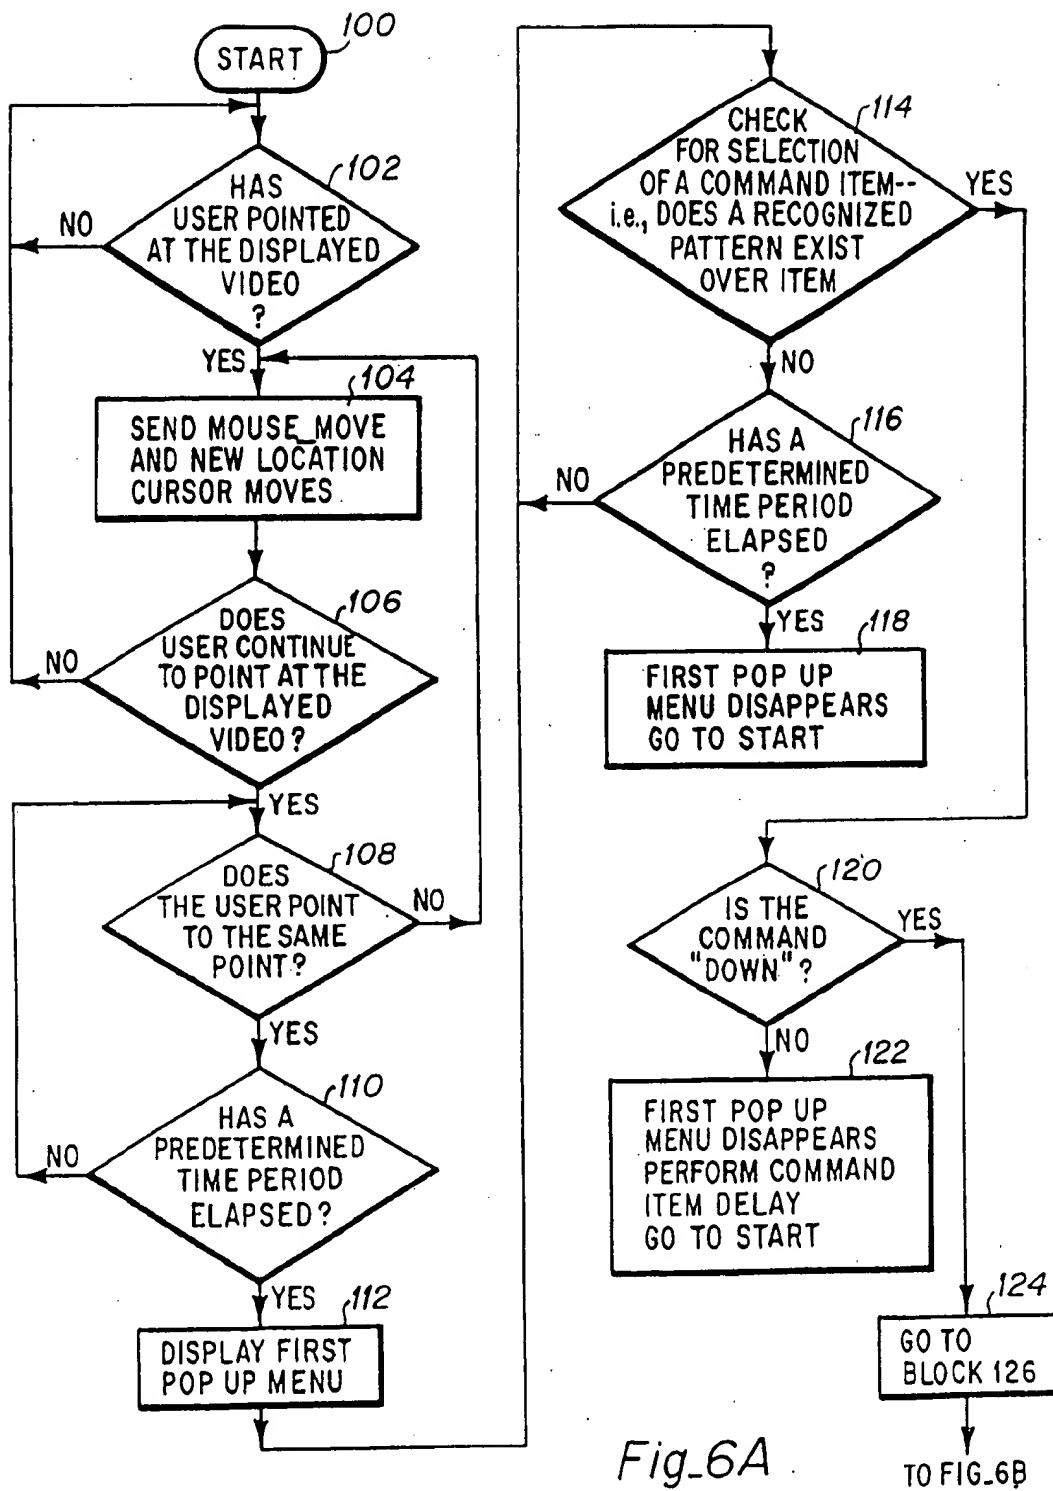 100
START
102
HAS
USER POINTED
AT THE DISPLAYED
VIDEO
?
NO
YES
104
SEND MOUSE_MOVE
AND NEW LOCATION
CURSOR MOVES
106
DOES
USER CONTINUE
TO POINT AT THE
DISPLAYED
VIDEO?
NO
YES
108
DOES
THE USER POINT
TO THE SAME
POINT?
NO
YES
110
HAS A
PREDETERMINED
TIME PERIOD
ELAPSED?
NO
YES
112
DISPLAY FIRST
POP UP MENU
114
CHECK
FOR SELECTION
OF A COMMAND ITEM--
i.e., DOES A RECOGNIZED
PATTERN EXIST
OVER ITEM
YES
NO
116
HAS A
PREDETERMINED
TIME PERIOD
ELAPSED
?
NO
YES
118
FIRST POP UP
MENU DISAPPEARS
GO TO START
120
IS THE
COMMAND
"DOWN"?
YES
NO
122
FIRST POP UP
MENU DISAPPEARS
PERFORM COMMAND
ITEM DELAY
GO TO START
124
GO TO
BLOCK 126
TO FIG_6B
Fig_6A